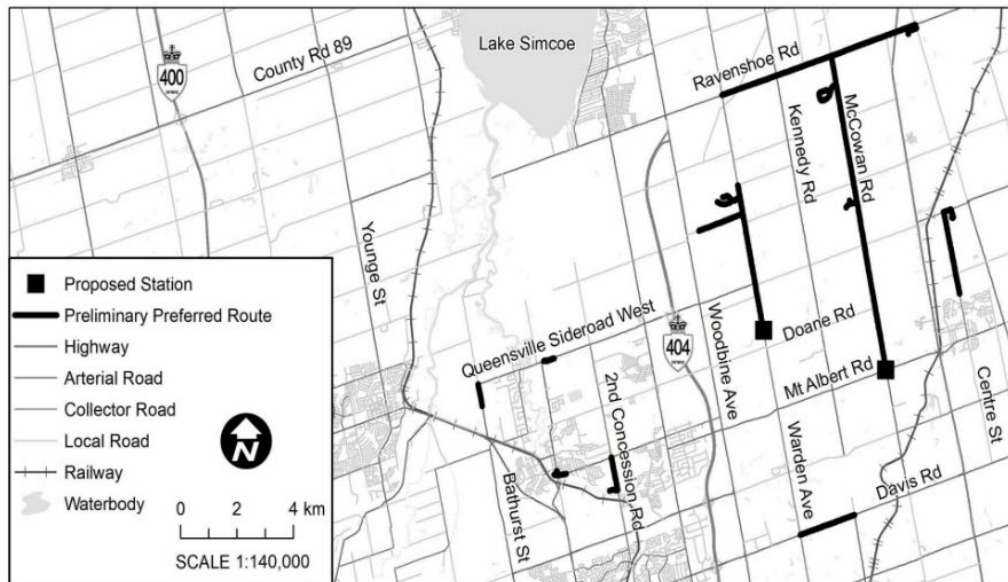 Lake Simcoe
County Rd 89
400
Ravenshoe Rd
Kennedy Rd
McCowan Rd
Younge St
Proposed Station
Preliminary Preferred Route
Highway
Arterial Road
Collector Road
Local Road
Railway
Waterbody
N
0 2 4 km
SCALE 1:140,000
Queensville Sideroad West
404
Woodbine Ave
Doane Rd
Mt Albert Rd
2nd Concession Rd
Bathurst St
Warden Ave
Davis Rd
Centre St